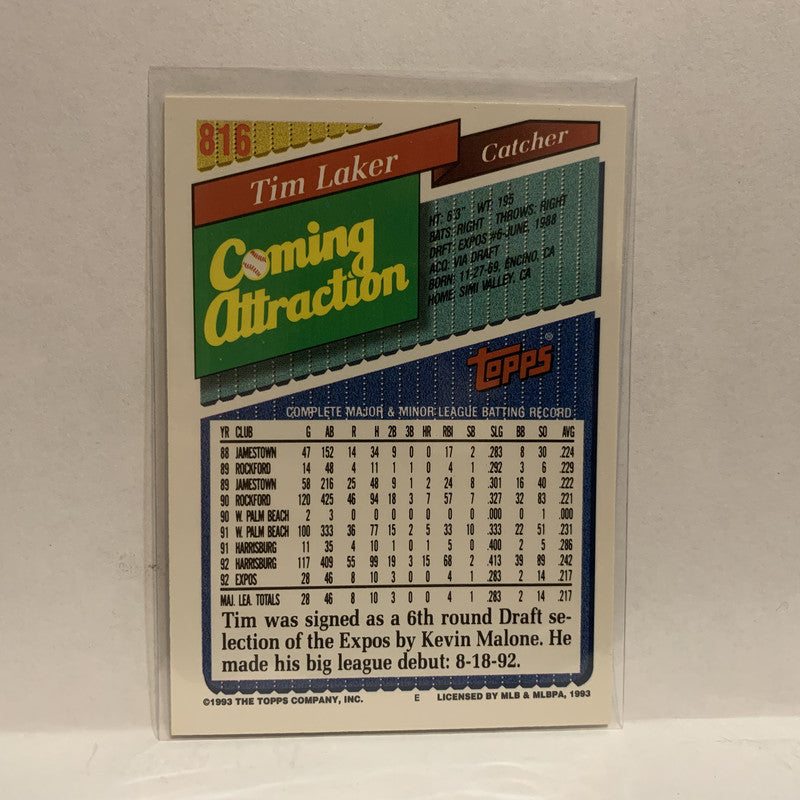 816
Tim Laker
Catcher
Coming
Attraction
HT: 6'3" WT: 195
BATS: RIGHT THROWS: RIGHT
DRFT: EXPOS #6-JUNE, 1988
ACQ: VIA DRAFT
BORN: 11-27-69, ENCINO, CA
HOME: SIMI VALLEY, CA
TOPPS®
COMPLETE MAJOR & MINOR LEAGUE BATTING RECORD
YR CLUB G AB R H 2B 3B HR RBI SB SLG BB SO AVG
88 JAMESTOWN 47 152 14 34 9 0 0 17 2 .283 8 30 .224
89 ROCKFORD 14 48 4 11 1 1 0 4 1 .292 3 6 .229
89 JAMESTOWN 58 216 25 48 9 1 2 24 8 .301 16 40 .222
90 ROCKFORD 120 425 46 94 18 3 7 57 7 .327 32 83 .221
90 W. PALM BEACH 2 3 0 0 0 0 0 0 0 .000 0 1 .000
91 W. PALM BEACH 100 333 36 77 15 2 5 33 10 .333 22 51 .231
91 HARRISBURG 11 35 4 10 1 0 1 5 0 .400 2 5 .286
92 HARRISBURG 117 409 55 99 19 3 15 68 2 .413 39 89 .242
92 EXPOS 28 46 8 10 3 0 0 4 1 .283 2 14 .217
MAJ. LEA. TOTALS 28 46 8 10 3 0 0 4 1 .283 2 14 .217
Tim was signed as a 6th round Draft se-
lection of the Expos by Kevin Malone. He
made his big league debut: 8-18-92.
©1993 THE TOPPS COMPANY, INC. E LICENSED BY MLB & MLBPA, 1993